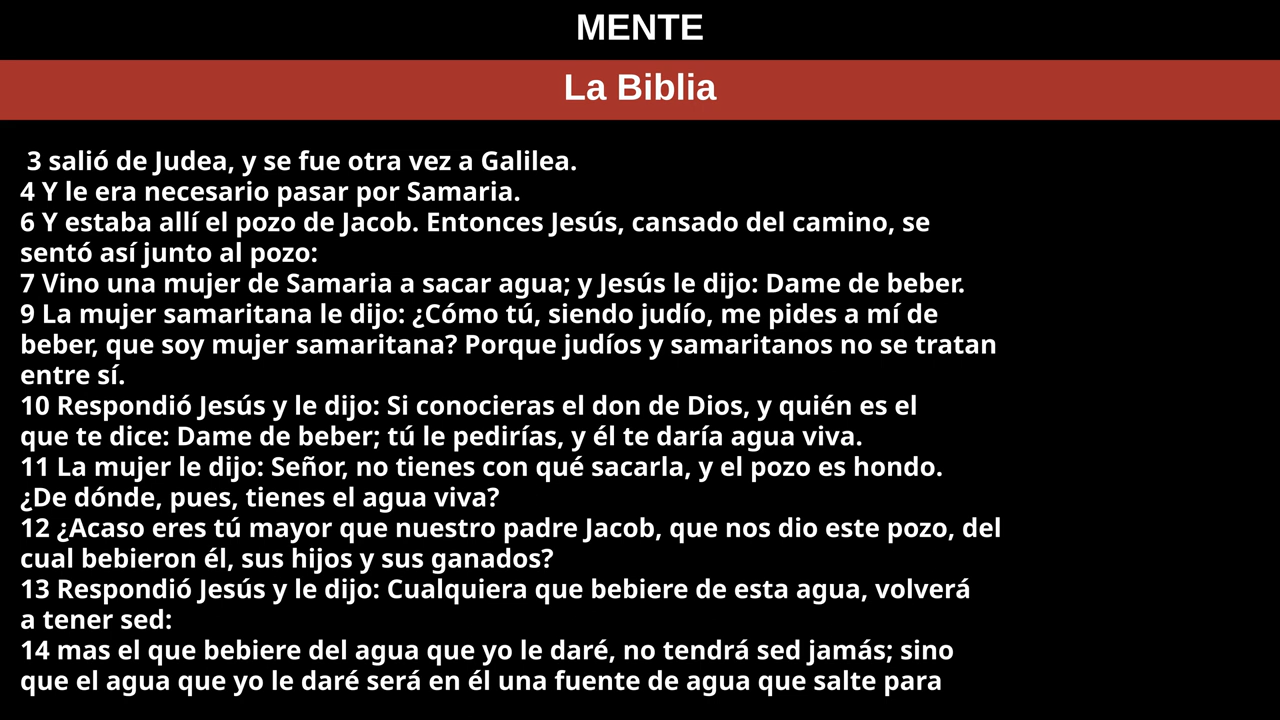 MENTE
La Biblia
3 salió de Judea, y se fue otra vez a Galilea.
4 Y le era necesario pasar por Samaria.
6 Y estaba allí el pozo de Jacob. Entonces Jesús, cansado del camino, se
sentó así junto al pozo:
7 Vino una mujer de Samaria a sacar agua; y Jesús le dijo: Dame de beber.
9 La mujer samaritana le dijo: ¿Cómo tú, siendo judío, me pides a mí de
beber, que soy mujer samaritana? Porque judíos y samaritanos no se tratan
entre sí.
10 Respondió Jesús y le dijo: Si conocieras el don de Dios, y quién es el
que te dice: Dame de beber; tú le pedirías, y él te daría agua viva.
11 La mujer le dijo: Señor, no tienes con qué sacarla, y el pozo es hondo.
¿De dónde, pues, tienes el agua viva?
12 ¿Acaso eres tú mayor que nuestro padre Jacob, que nos dio este pozo, del
cual bebieron él, sus hijos y sus ganados?
13 Respondió Jesús y le dijo: Cualquiera que bebiere de esta agua, volverá
a tener sed:
14 mas el que bebiere del agua que yo le daré, no tendrá sed jamás; sino
que el agua que yo le daré será en él una fuente de agua que salte para